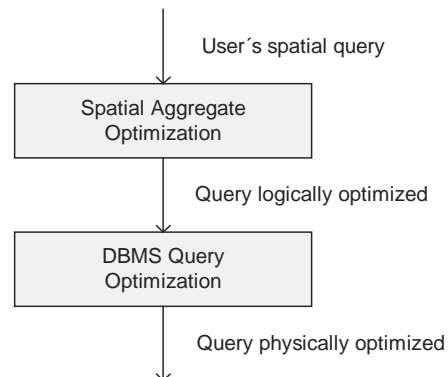 User´s spatial query
Spatial Aggregate
Optimization
Query logically optimized
DBMS Query
Optimization
Query physically optimized